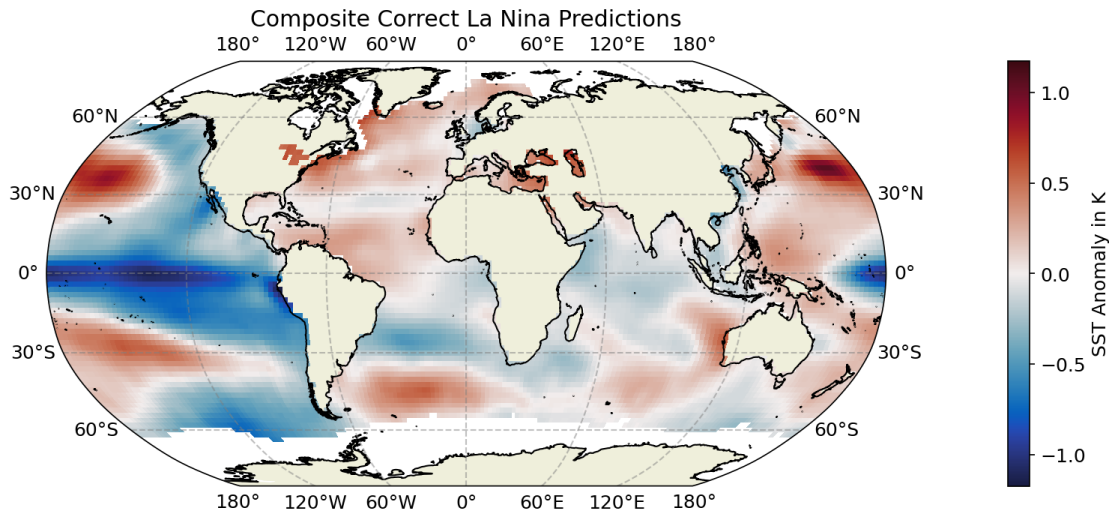 Composite Correct La Nina Predictions
180° 120°W 60°W 0° 60°E 120°E 180°
60°N 60°N
30°N 30°N
0° 0°
30°S 30°S
60°S 60°S
180° 120°W 60°W 0° 60°E 120°E 180°
1.0
0.5
0.0
−0.5
−1.0
SST Anomaly in K